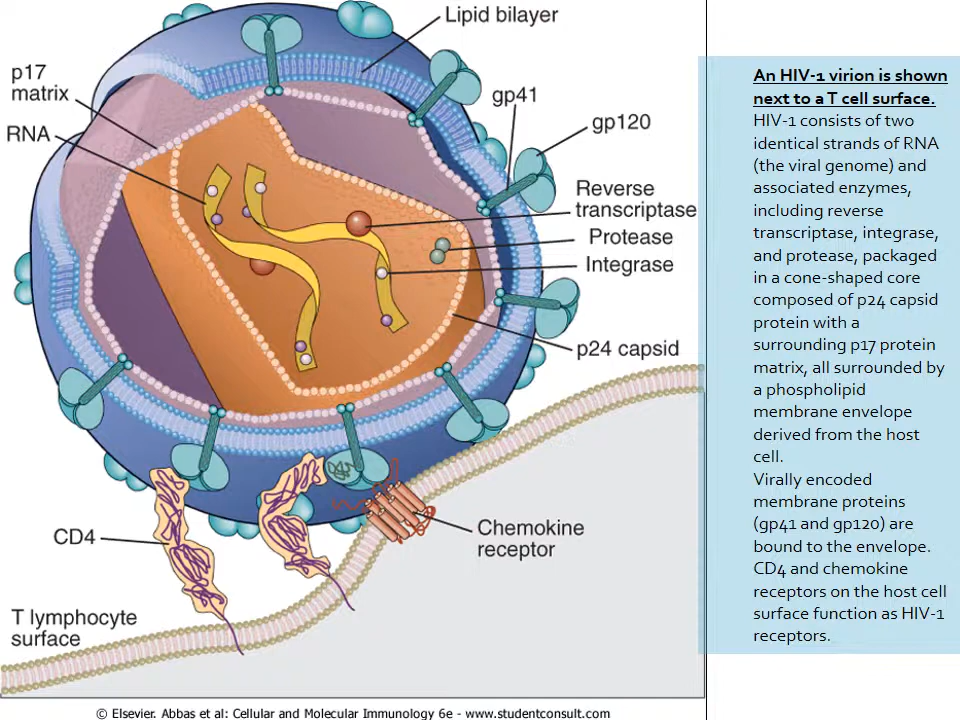 Lipid bilayer
p17
matrix
gp41
RNA
gp120
Reverse
transcriptase
Protease
Integrase
p24 capsid
CD4
Chemokine
receptor
T lymphocyte
surface
© Elsevier. Abbas et al: Cellular and Molecular Immunology 6e - www.studentconsult.com
An HIV-1 virion is shown
next to a T cell surface.
HIV-1 consists of two
identical strands of RNA
(the viral genome) and
associated enzymes,
including reverse
transcriptase, integrase,
and protease, packaged
in a cone-shaped core
composed of p24 capsid
protein with a
surrounding p17 protein
matrix, all surrounded by
a phospholipid
membrane envelope
derived from the host
cell.
Virally encoded
membrane proteins
(gp41 and gp120) are
bound to the envelope.
CD4 and chemokine
receptors on the host cell
surface function as HIV-1
receptors.